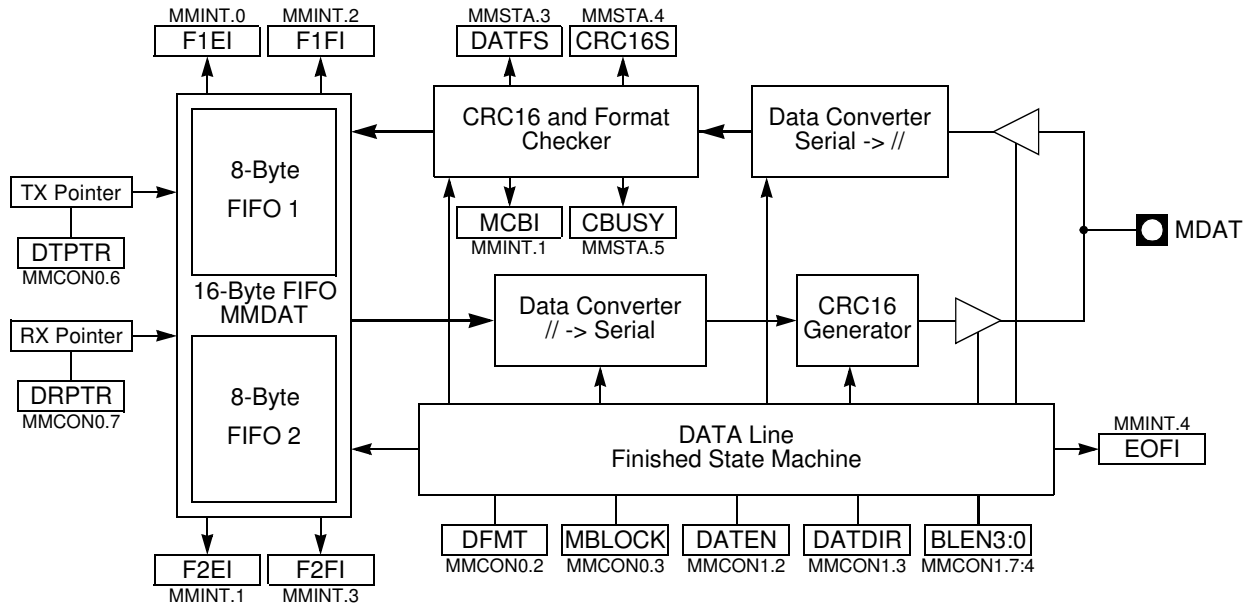 MMINT.0
MMINT.2
MMSTA.3
MMSTA.4
F1EI
F1FI
DATFS
CRC16S
8-Byte
FIFO 1
CRC16 and Format
Checker
Data Converter
Serial -> //
TX Pointer
DTPTR
MMCON0.6
MCBI
MMINT.1
CBUSY
MMSTA.5
MDAT
16-Byte FIFO
MMDAT
Data Converter
// -> Serial
CRC16
Generator
RX Pointer
DRPTR
MMCON0.7
8-Byte
FIFO 2
DATA Line
Finished State Machine
MMINT.4
EOFI
DFMT
MMCON0.2
MBLOCK
MMCON0.3
DATEN
MMCON1.2
DATDIR
MMCON1.3
BLEN3:0
MMCON1.7:4
F2EI
MMINT.1
F2FI
MMINT.3